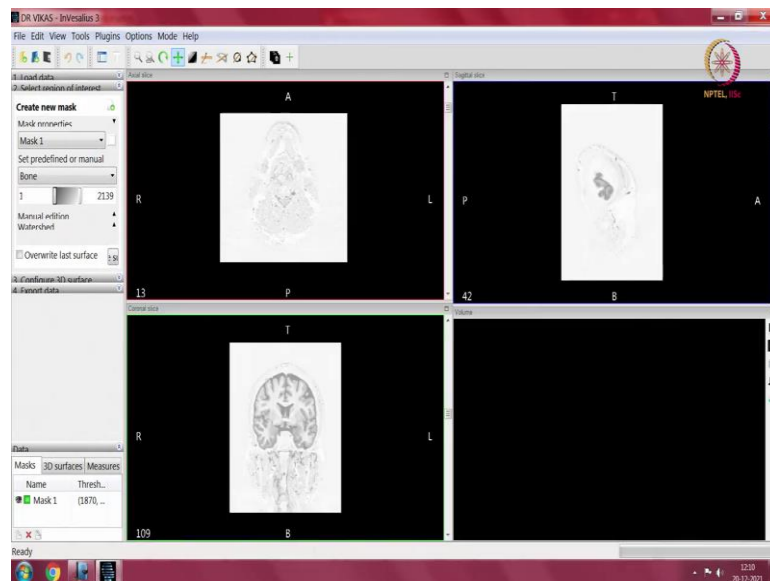 DR VIKAS - InVesalius 3
File Edit View Tools Plugins Options Mode Help
NPTEL, IISc
1. Load data
2. Select region of interest
Create new mask
Mask properties
Mask 1
Set predefined or manual
Bone
1 2139
Manual edition
Watershed
Overwrite last surface
3. Configure 3D surface
4. Export data
Data
Masks 3D surfaces Measures
Name Thresh...
Mask 1 (1870, ...
Ready
Axial slice
A
R L
13 P
Sagital slice
T
P A
42 B
Coronal slice
T
R L
109 B
Volume
12:10
20-12-2021